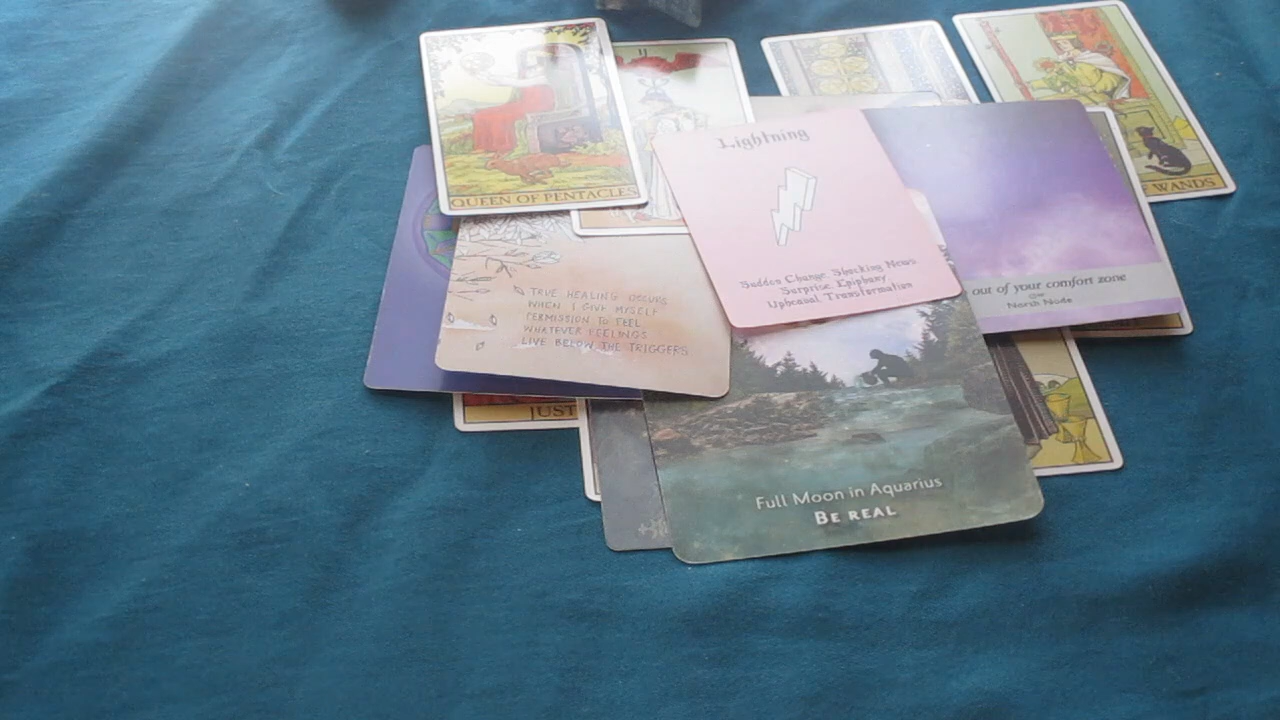 II
QUEEN OF PENTACLES
WANDS
Lightning
Sudden Change, Shocking News
Surprise, Epiphany
Upheaval Transformation
out of your comfort zone
North Node
TRUE HEALING OCCURS
WHEN I GIVE MYSELF
PERMISSION TO FEEL
WHATEVER FEELINGS
LIVE BELOW THE TRIGGERS
JUST
Full Moon in Aquarius
BE REAL